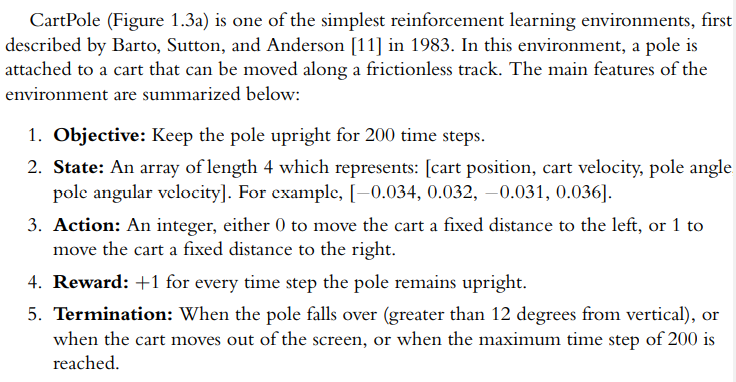 CartPole (Figure 1.3a) is one of the simplest reinforcement learning environments, first
described by Barto, Sutton, and Anderson [11] in 1983. In this environment, a pole is
attached to a cart that can be moved along a frictionless track. The main features of the
environment are summarized below:
1. Objective: Keep the pole upright for 200 time steps.
2. State: An array of length 4 which represents: [cart position, cart velocity, pole angle
pole angular velocity]. For example, [−0.034, 0.032, −0.031, 0.036].
3. Action: An integer, either 0 to move the cart a fixed distance to the left, or 1 to
move the cart a fixed distance to the right.
4. Reward: +1 for every time step the pole remains upright.
5. Termination: When the pole falls over (greater than 12 degrees from vertical), or
when the cart moves out of the screen, or when the maximum time step of 200 is
reached.